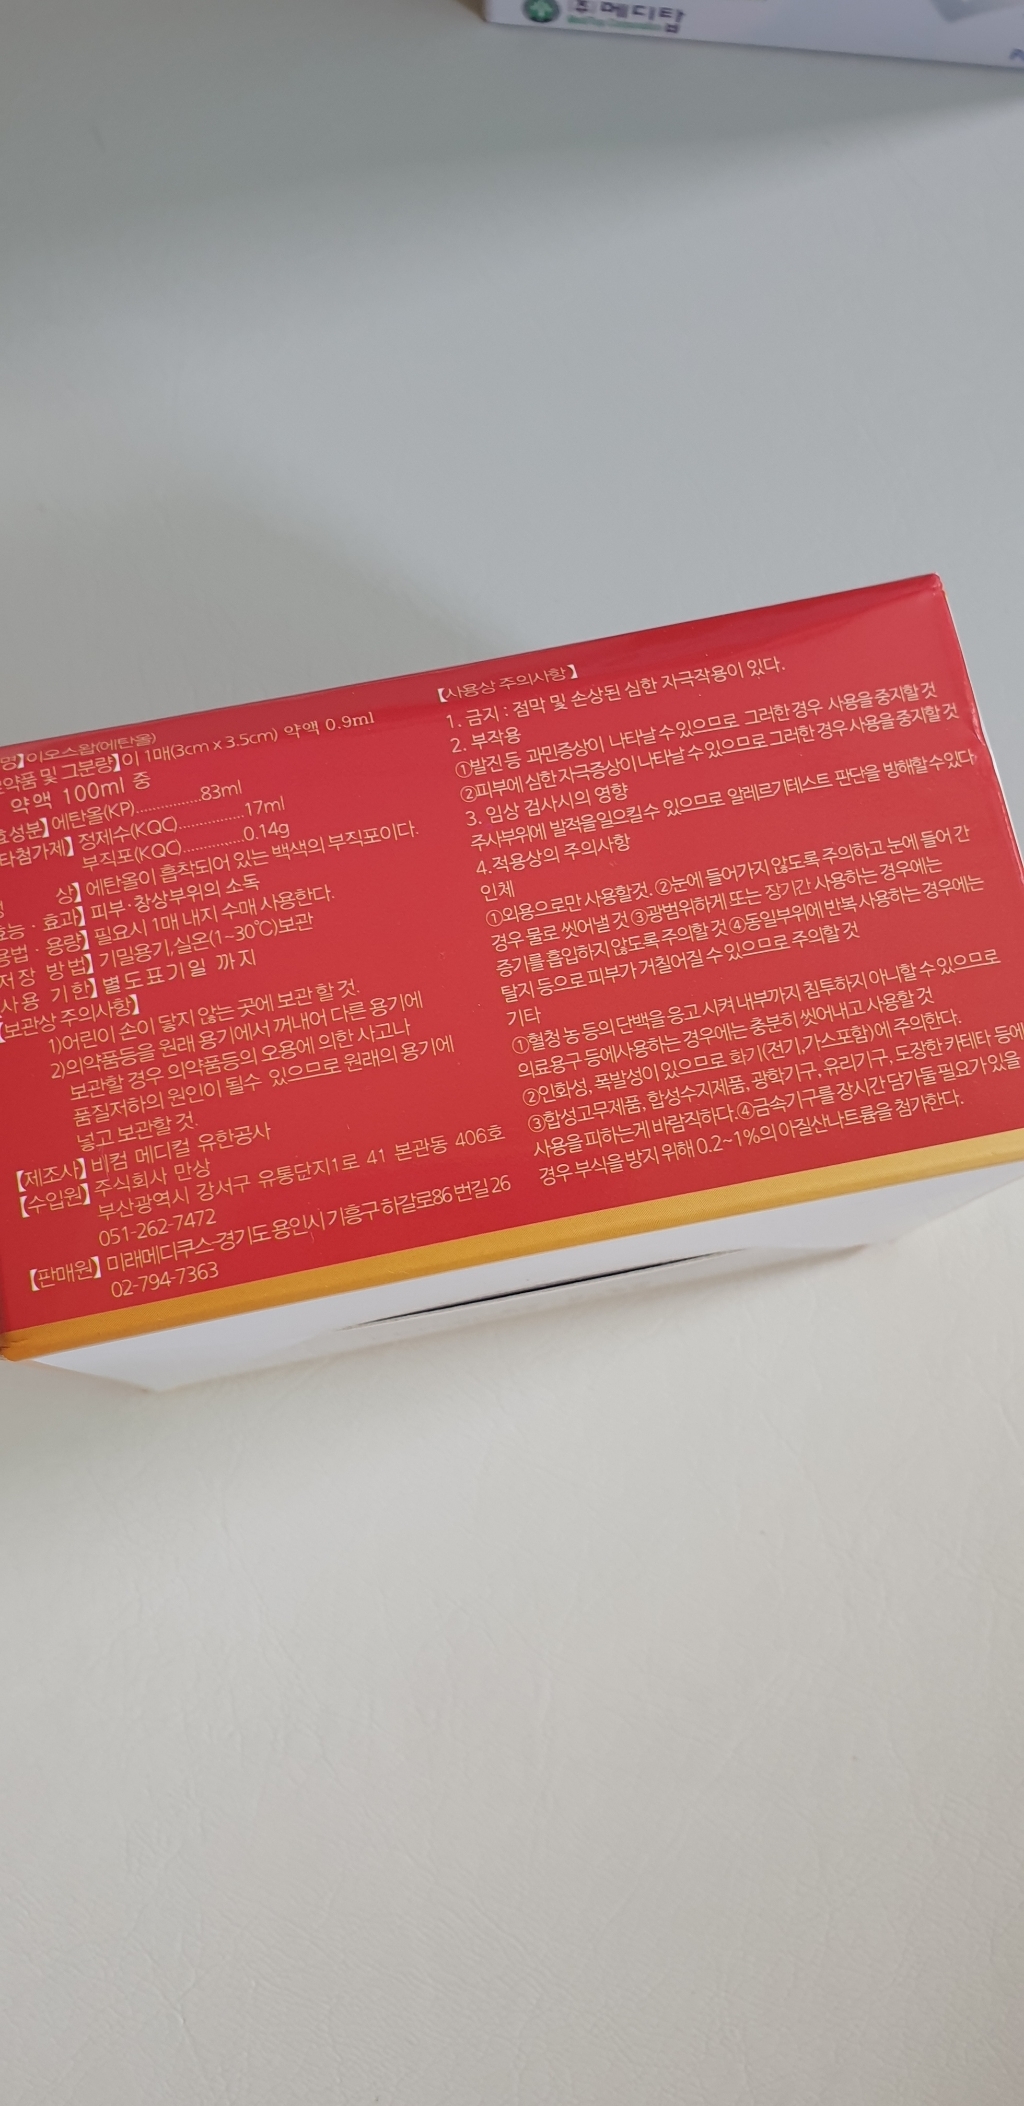 (주)메디탑
명】이오스왑(에탄올)
약품 및 그분량】이 1매(3cm x 3.5cm) 약액 0.9ml
약액 100ml 중
효성분】에탄올(KP)...............83ml
타첨가제】정제수(KQC)...............17ml
부직포(KQC)..............0.14g
상】에탄올이 흡착되어 있는 백색의 부직포이다.
효능 · 효과】피부·창상부위의 소독
용법 · 용량】필요시 1매 내지 수매 사용한다.
저장 방법】기밀용기,실온(1~30℃)보관
사용 기한】별도표기일 까지
【보관상 주의사항】
1)어린이 손이 닿지 않는 곳에 보관 할 것.
2)의약품등을 원래 용기에서 꺼내어 다른 용기에
보관할 경우 의약품등의 오용에 의한 사고나
품질저하의 원인이 될수 있으므로 원래의 용기에
넣고 보관할 것.
【제조사】비컴 메디컬 유한공사
【수입원】주식회사 만상
부산광역시 강서구 유통단지1로 41 본관동 406호
051-262-7472
【판매원】미래메디쿠스-경기도 용인시 기흥구 하갈로86 번길 26
02-794-7363
【사용상 주의사항】
1. 금지 : 점막 및 손상된 심한 자극작용이 있다.
2. 부작용
①발진등 과민증상이 나타날 수 있으므로 그러한 경우 사용을 중지할 것
②피부에 심한 자극증상이 나타날 수 있으므로 그러한 경우 사용을 중지할 것
3. 임상 검사시의 영향
주사부위에 발적을 일으킬 수 있으므로 알레르기테스트 판단을 방해할 수 있다
4.적용상의 주의사항
인체
①외용으로만 사용할것. ②눈에 들어가지 않도록 주의하고 눈에 들어 간
경우 물로 씻어낼 것 ③광범위하게 또는 장기간 사용하는 경우에는
증기를 흡입하지 않도록 주의할 것 ④동일부위에 반복 사용하는 경우에는
탈지 등으로 피부가 거칠어질 수 있으므로 주의할 것
기타
①혈청 농 등의 단백을 응고 시켜 내부까지 침투하지 아니할 수 있으므로
의료용구 등에사용하는 경우에는 충분히 씻어내고 사용할 것
②인화성, 폭발성이 있으므로 화기(전기,가스포함)에 주의한다.
③합성고무제품, 합성수지제품, 광학기구, 유리기구, 도장한 카테타 등에
사용을 피하는게 바람직하다.④금속기구를 장시간 담가둘 필요가 있을
경우 부식을 방지 위해 0.2~1%의 아질산나트륨을 첨가한다.